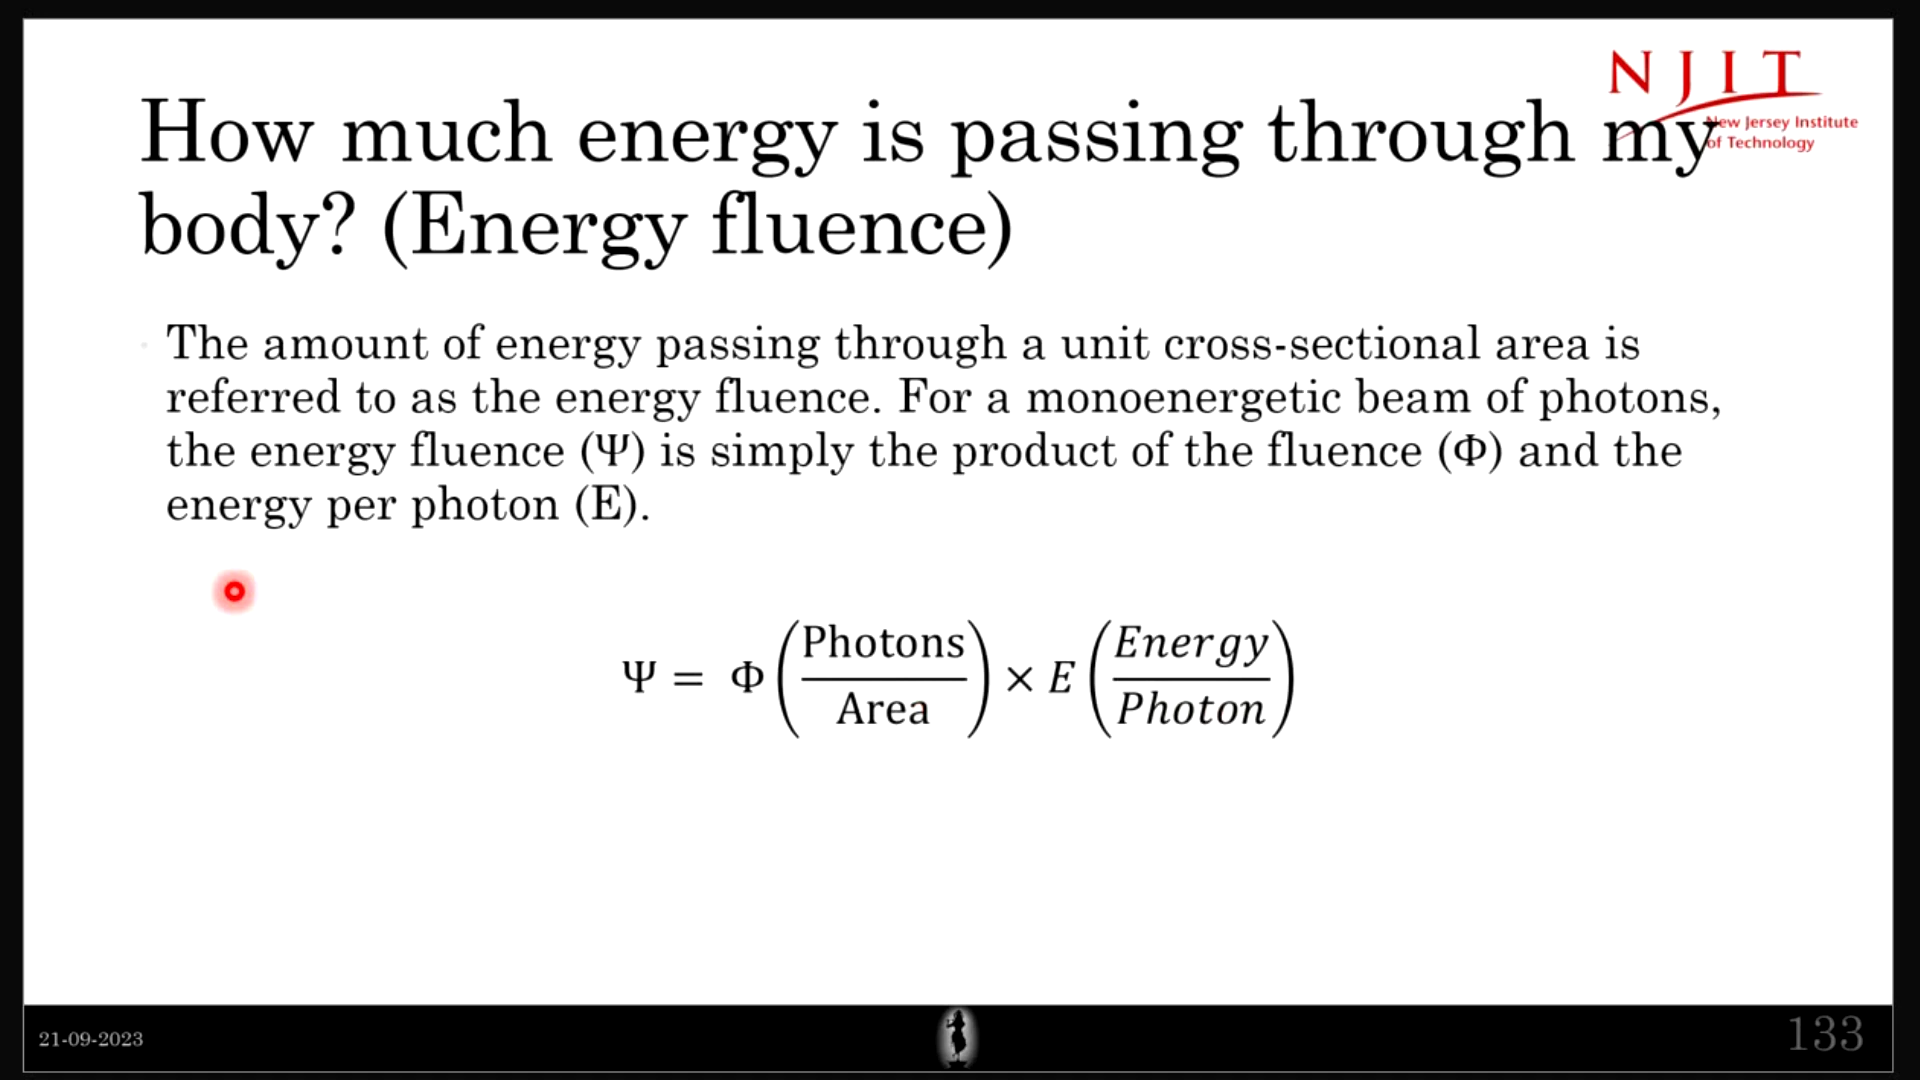 NJIT
New Jersey Institute
of Technology
How much energy is passing through my
body? (Energy fluence)
The amount of energy passing through a unit cross-sectional area is
referred to as the energy fluence. For a monoenergetic beam of photons,
the energy fluence (Ψ) is simply the product of the fluence (Φ) and the
energy per photon (E).
Ψ = Φ (Photons/Area) × E (Energy/Photon)
21-09-2023
133